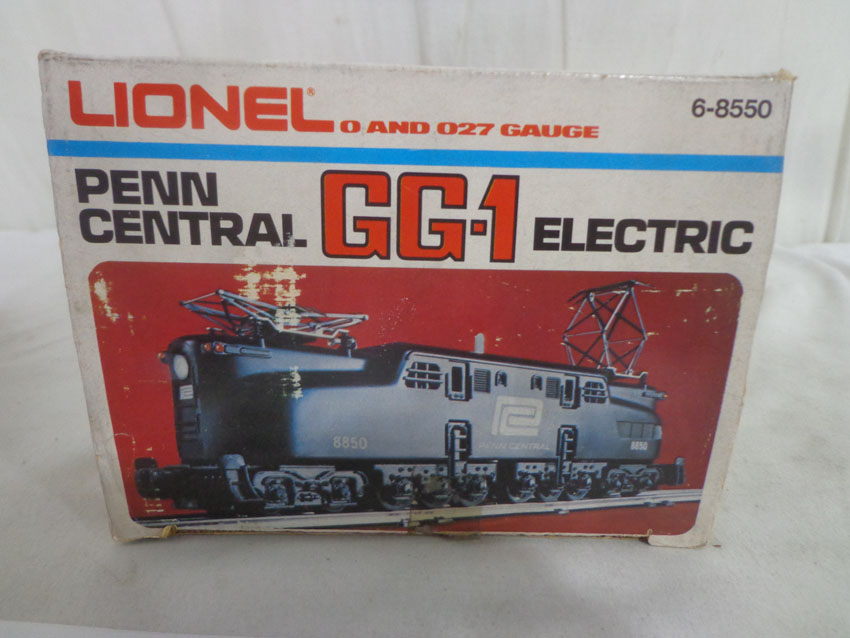 LIONEL® O AND O27 GAUGE 6-8550
PENN
CENTRAL GG·1 ELECTRIC
8850
PENN CENTRAL
8850